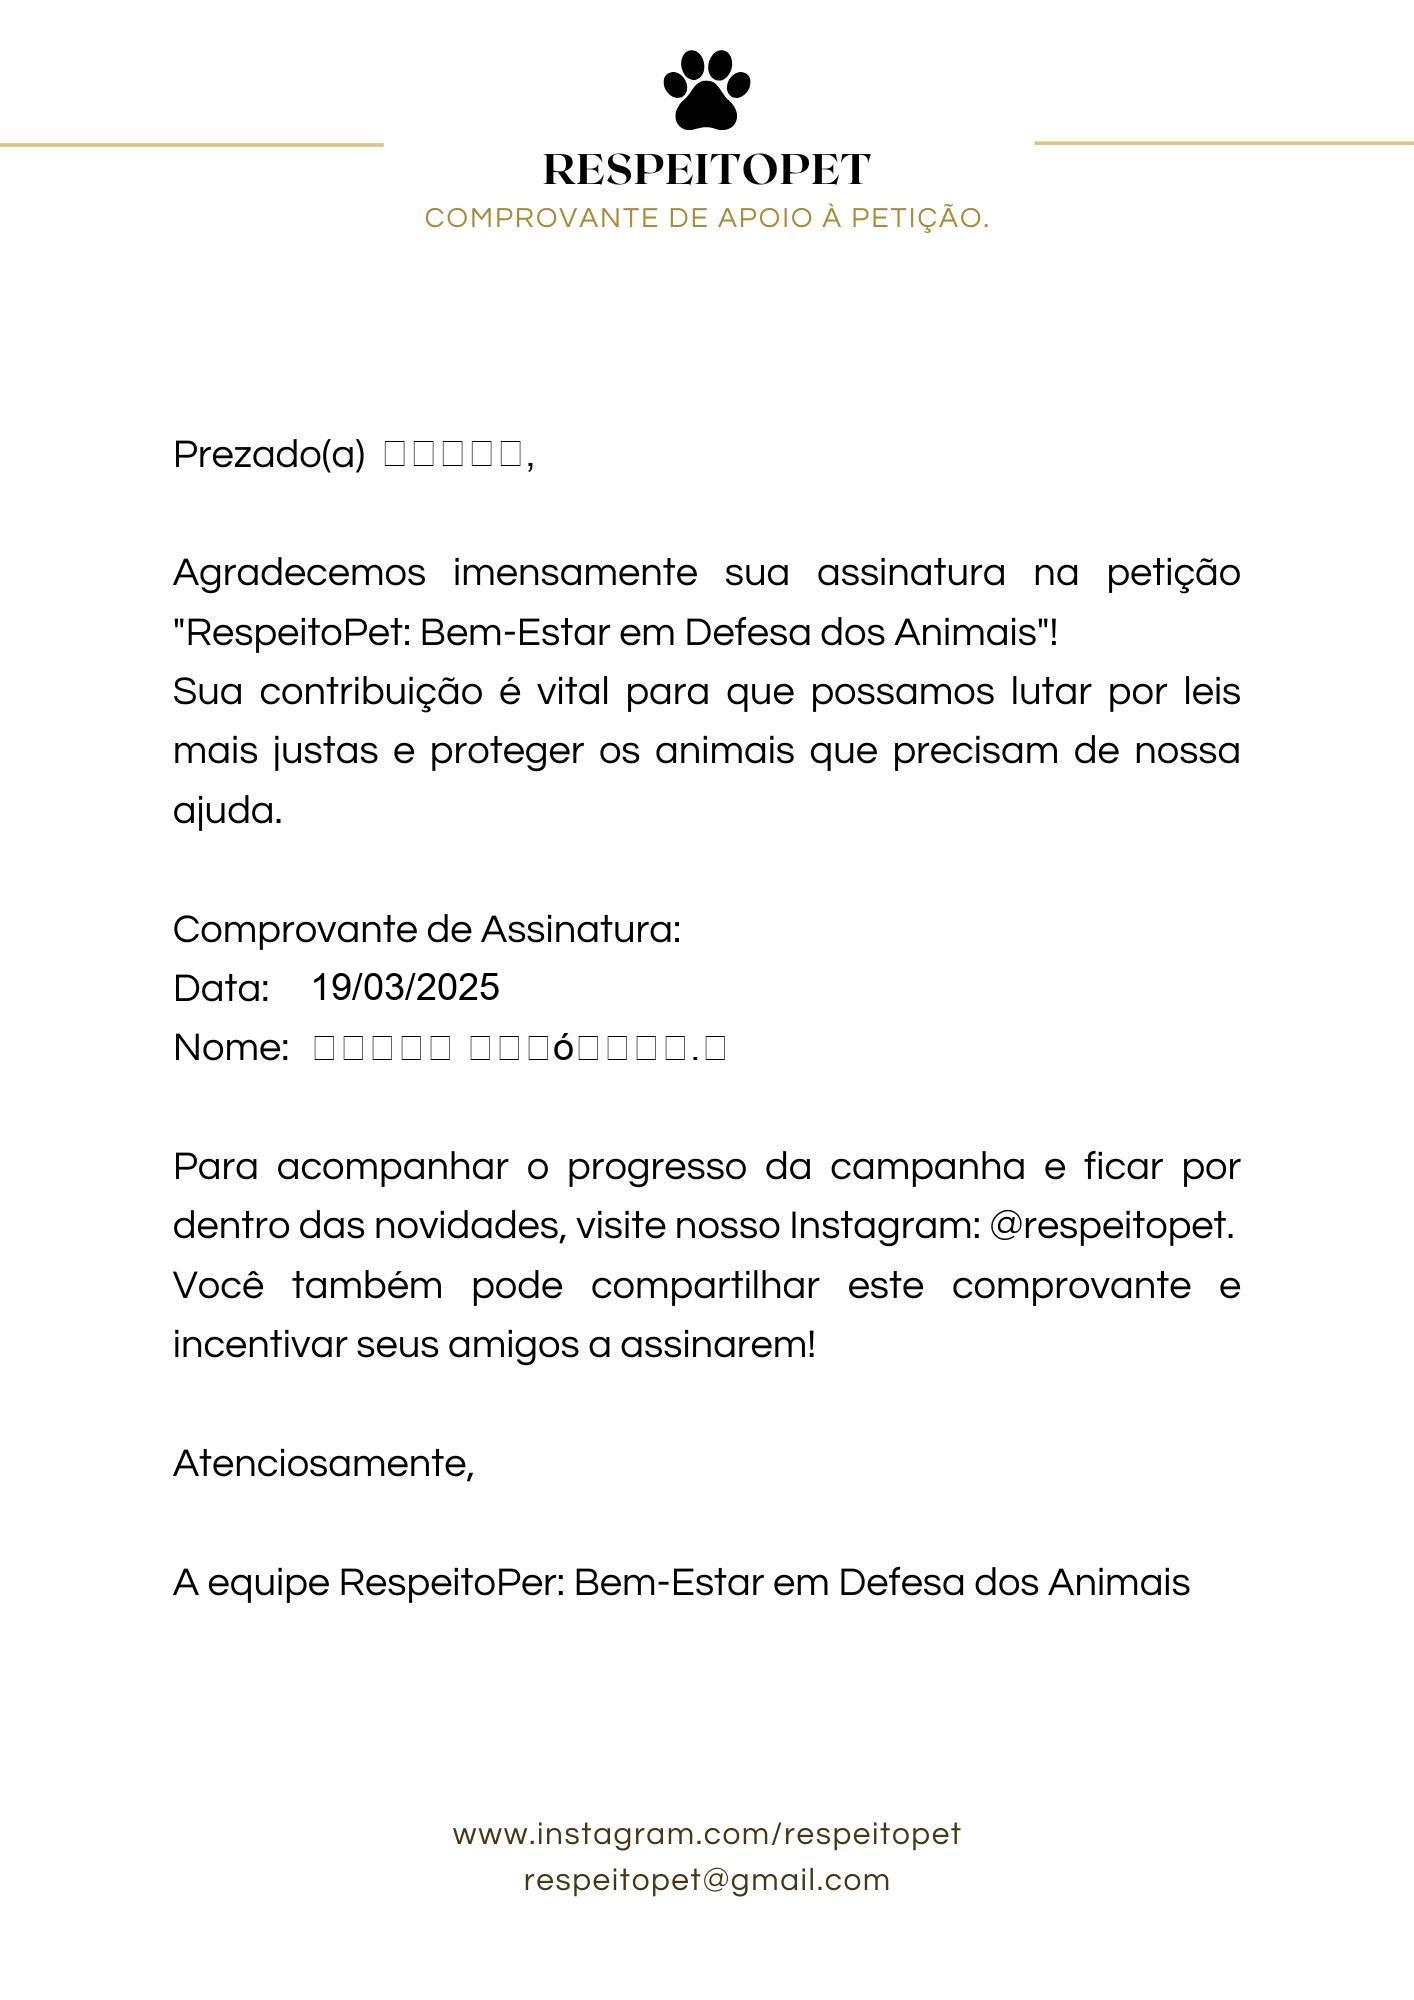 RESPEITOPET
COMPROVANTE DE APOIO À PETIÇÃO.
Prezado(a) □□□□□,
Agradecemos imensamente sua assinatura na petição
"RespeitoPet: Bem-Estar em Defesa dos Animais"!
Sua contribuição é vital para que possamos lutar por leis
mais justas e proteger os animais que precisam de nossa
ajuda.
Comprovante de Assinatura:
Data: 19/03/2025
Nome: □□□□□ □□□ó□□□□.□
Para acompanhar o progresso da campanha e ficar por
dentro das novidades, visite nosso Instagram: @respeitopet.
Você também pode compartilhar este comprovante e
incentivar seus amigos a assinarem!
Atenciosamente,
A equipe RespeitoPer: Bem-Estar em Defesa dos Animais
www.instagram.com/respeitopet
respeitopet@gmail.com